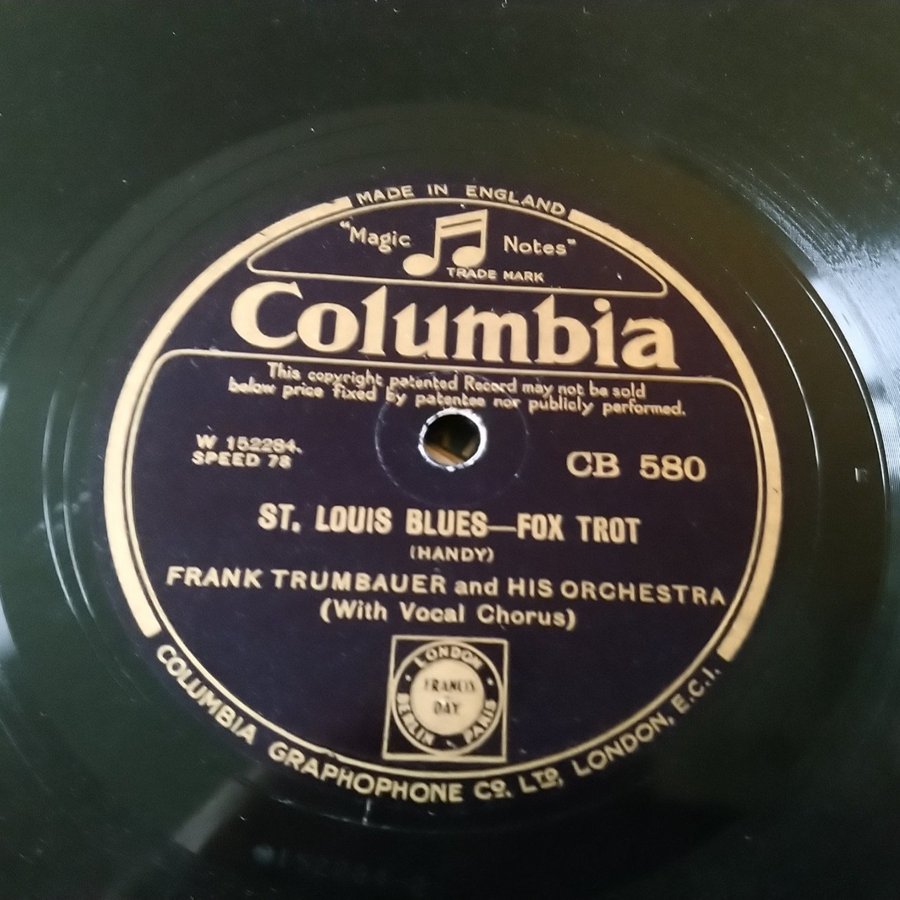 MADE IN ENGLAND
"Magic Notes"
TRADE MARK
Columbia
This copyright patented Record may not be sold
below price fixed by patentee nor publicly performed.
W 152284.
SPEED 78
CB 580
ST. LOUIS BLUES—FOX TROT
(HANDY)
FRANK TRUMBAUER and HIS ORCHESTRA
(With Vocal Chorus)
LONDON
FRANCIS
DAY
BERLIN PARIS
COLUMBIA GRAPHOPHONE CO. LTD, LONDON, E.C.1.